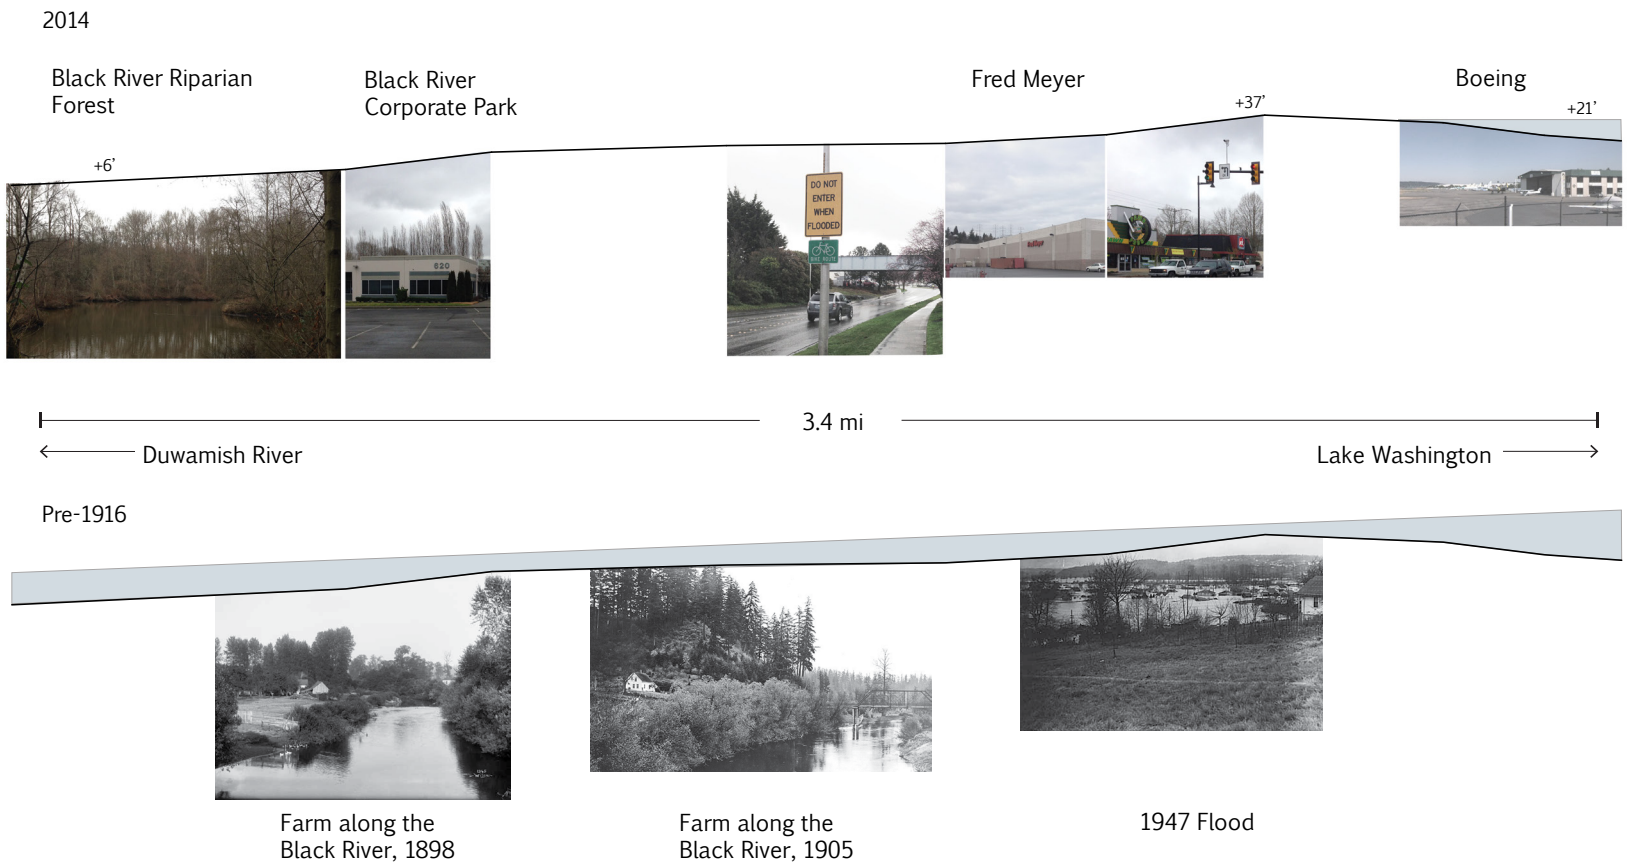 2014
Black River Riparian
Forest
Black River
Corporate Park
Fred Meyer
Boeing
+6’
+37’
+21’
DO NOT
ENTER
WHEN
FLOODED
BIKE ROUTE
620
3.4 mi
Duwamish River
Lake Washington
Pre-1916
Farm along the
Black River, 1898
Farm along the
Black River, 1905
1947 Flood